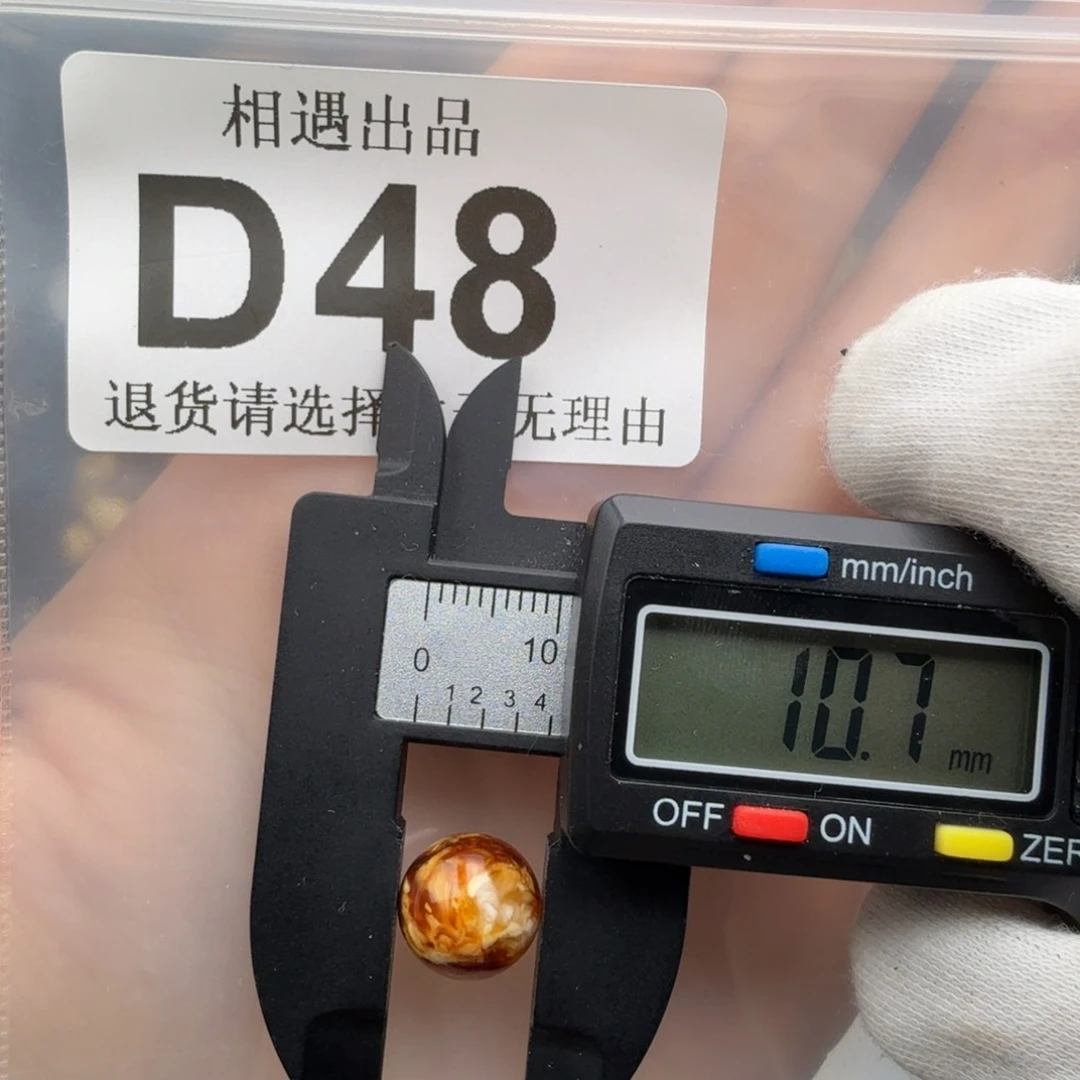 相遇出品
D48
退货请选择 无理由
mm/inch
0 10
1 2 3 4
10.7 mm
OFF ON